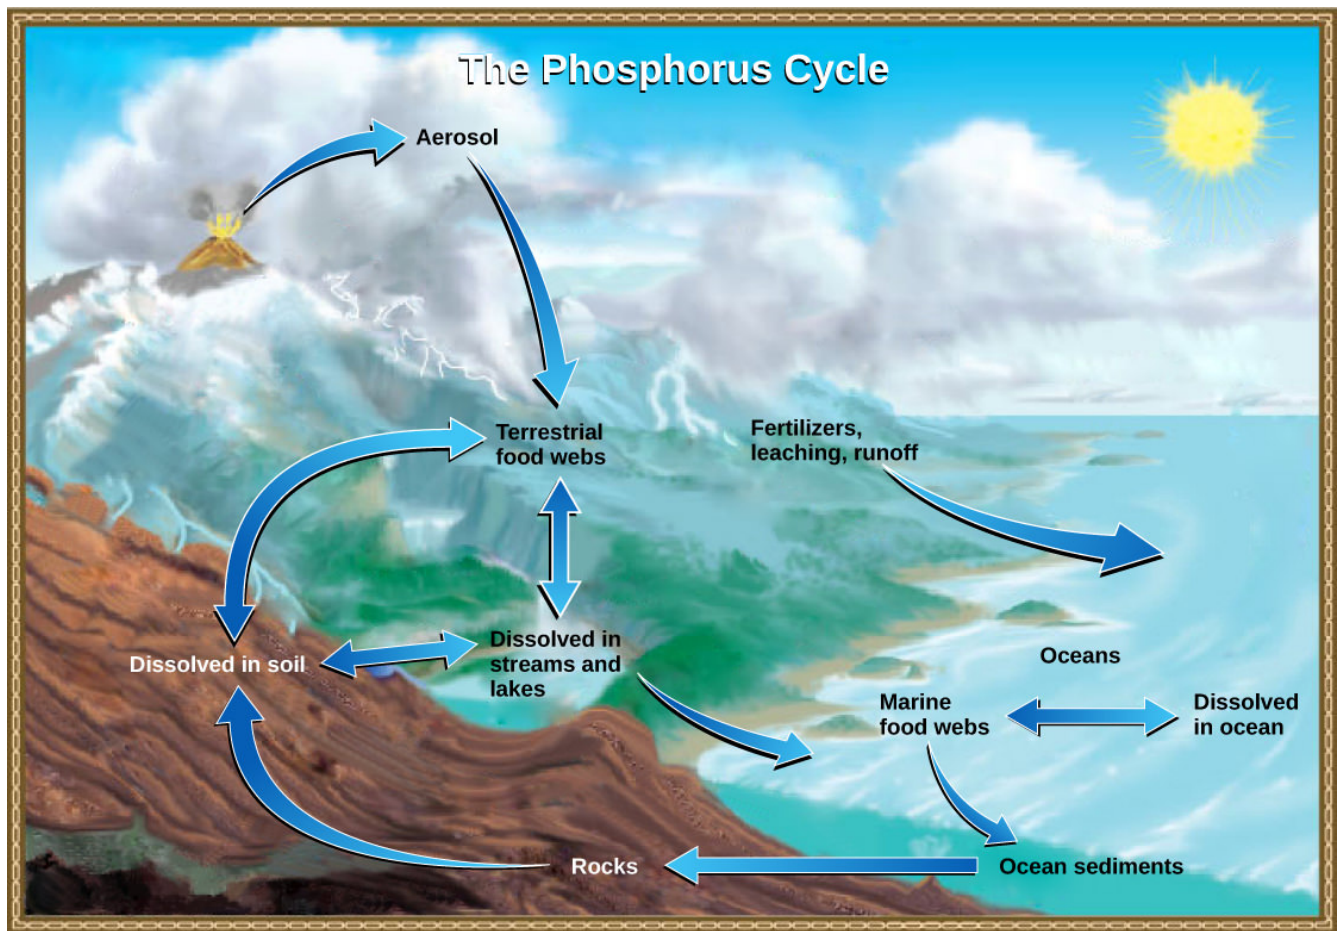 The Phosphorus Cycle
Aerosol
Terrestrial
food webs
Fertilizers,
leaching, runoff
Dissolved in soil
Dissolved in
streams and
lakes
Oceans
Marine
food webs
Dissolved
in ocean
Rocks
Ocean sediments